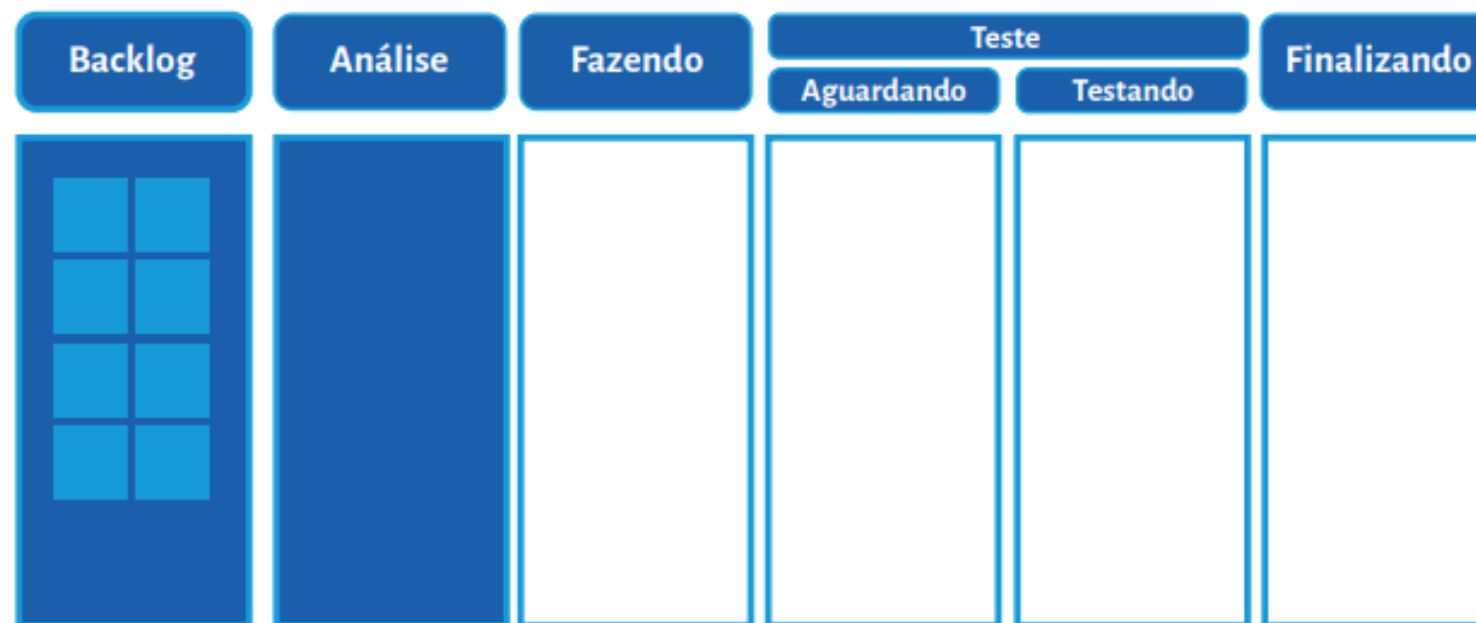 Backlog
Análise
Fazendo
Teste
Aguardando
Testando
Finalizando